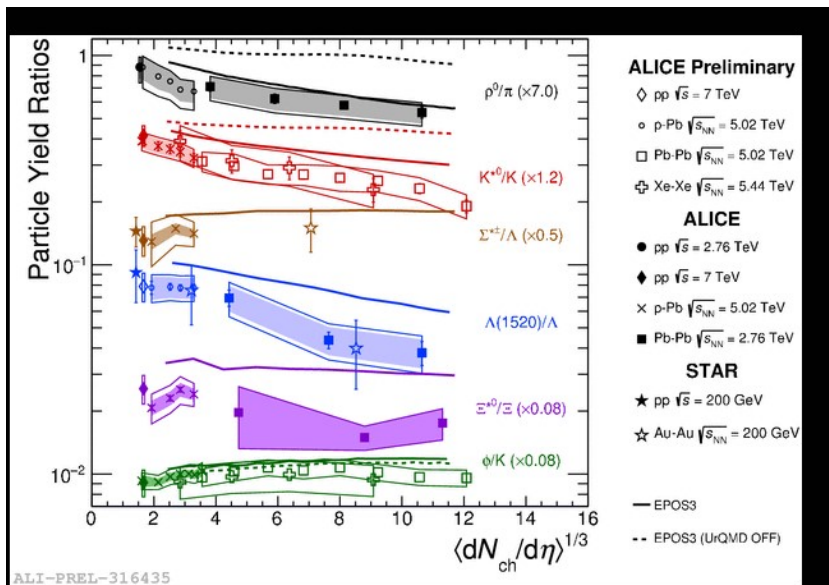 Particle Yield Ratios
1
10⁻¹
10⁻²
0 2 4 6 8 10 12 14 16
⟨dN_ch/dη⟩^1/3
ρ⁰/π (×7.0)
K*⁰/K (×1.2)
Σ*±/Λ (×0.5)
Λ(1520)/Λ
Ξ*⁰/Ξ (×0.08)
ϕ/K (×0.08)
ALICE Preliminary
pp √s = 7 TeV
p-Pb √s_NN = 5.02 TeV
Pb-Pb √s_NN = 5.02 TeV
Xe-Xe √s_NN = 5.44 TeV
ALICE
pp √s = 2.76 TeV
pp √s = 7 TeV
p-Pb √s_NN = 5.02 TeV
Pb-Pb √s_NN = 2.76 TeV
STAR
pp √s = 200 GeV
Au-Au √s_NN = 200 GeV
EPOS3
EPOS3 (UrQMD OFF)
ALI-PREL-316435